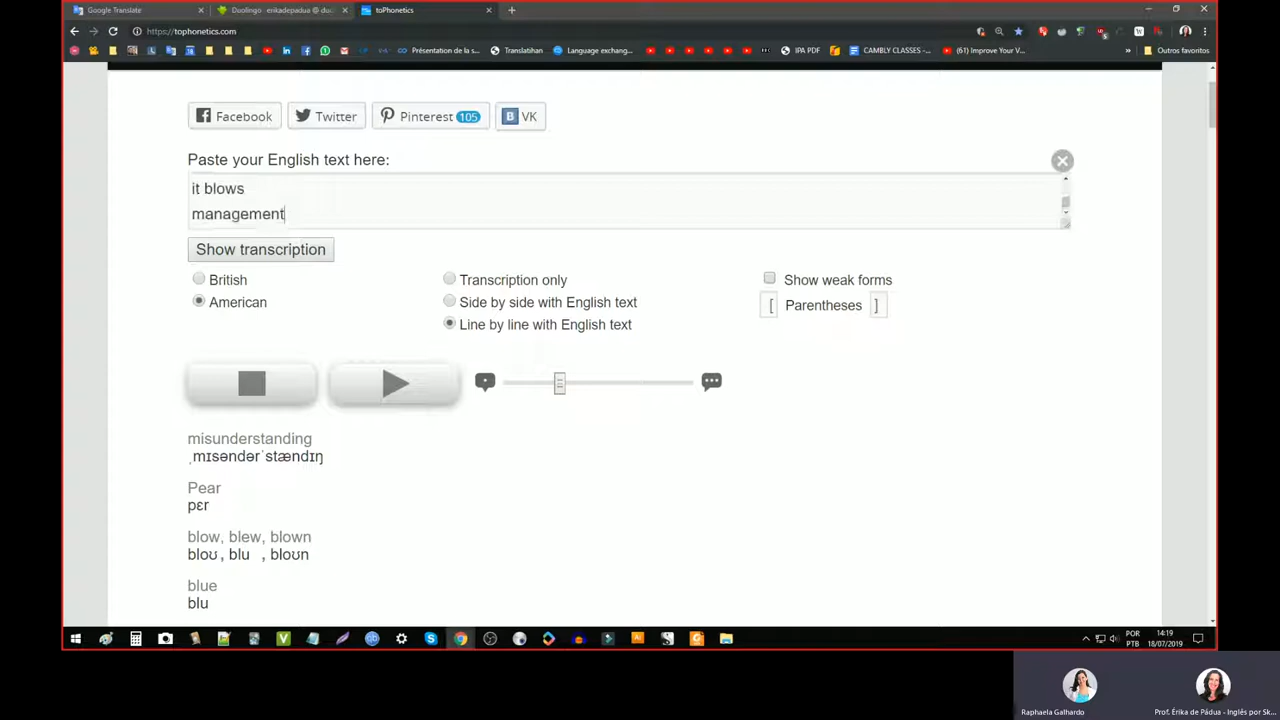 Google Translate
Duolingo erikadepadua @ du
toPhonetics
https://tophonetics.com
Présentation de la s...
Translatihan
Language exchang...
IPA PDF
CAMBLY CLASSES -...
(61) Improve Your V...
Outros favoritos
Facebook
Twitter
Pinterest 105
B VK
Paste your English text here:
it blows
management
Show transcription
British
Transcription only
Show weak forms
American
Side by side with English text
[ Parentheses ]
Line by line with English text
misunderstanding
ˌmɪsəndərˈstændɪŋ
Pear
pɛr
blow, blew, blown
bloʊ, blu , bloʊn
blue
blu
POR
PTB
14:19
18/07/2019
Raphaela Galhardo
Prof. Érika de Pádua - Inglês por Sk...